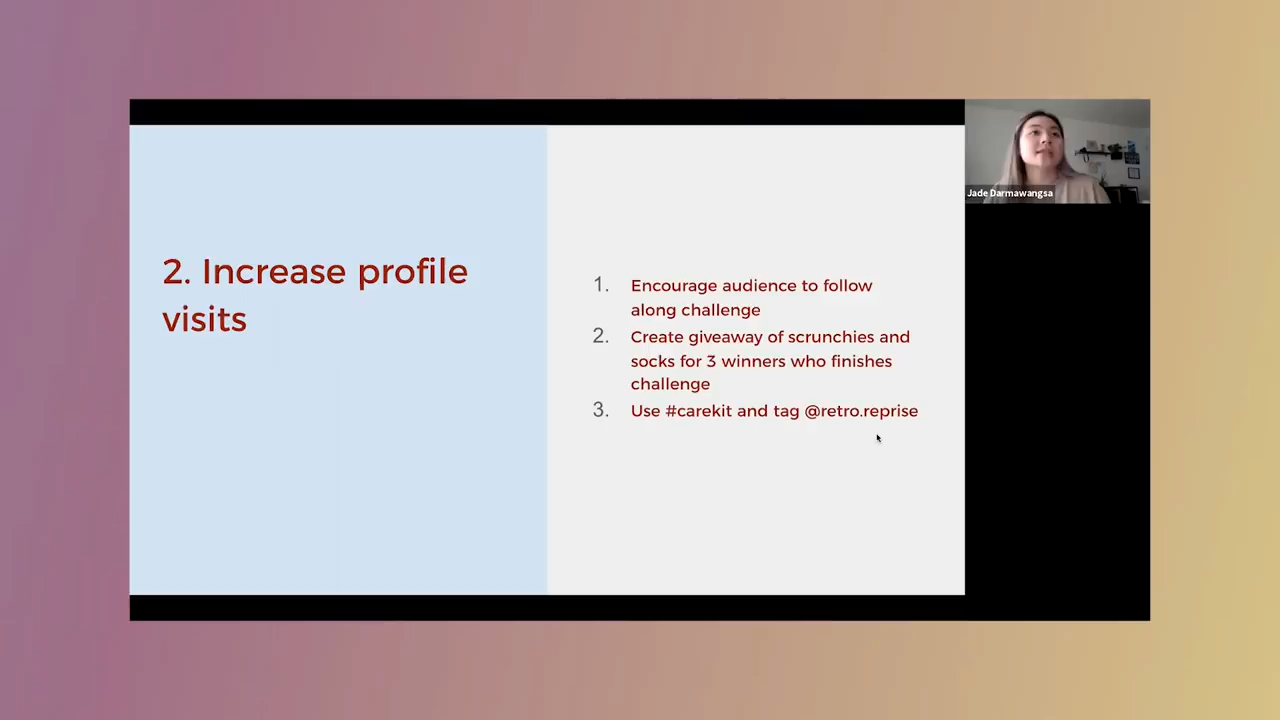 2. Increase profile
visits
1. Encourage audience to follow
along challenge
2. Create giveaway of scrunchies and
socks for 3 winners who finishes
challenge
3. Use #carekit and tag @retro.reprise
Jade Darmawangsa